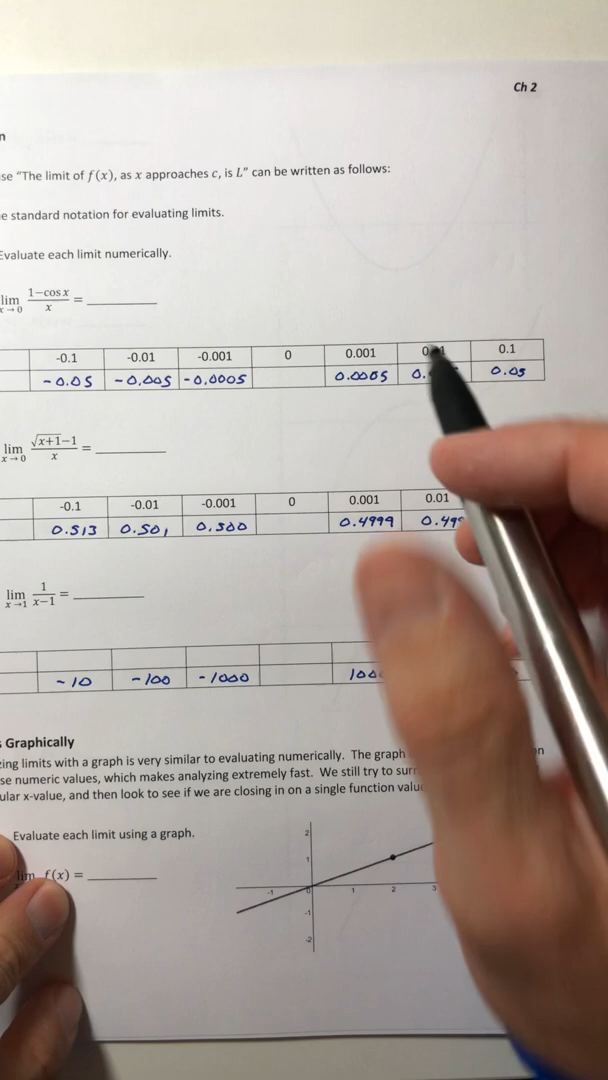 Ch 2
se “The limit of f(x), as x approaches c, is L” can be written as follows:
e standard notation for evaluating limits.
Evaluate each limit numerically.
lim x→0 (1−cos x)/x = ________
-0.1 -0.01 -0.001 0 0.001 0.1
-0.05 -0.005 -0.0005 0.0005 0. 0.05
lim x→0 (√(x+1)−1)/x = ________
-0.1 -0.01 -0.001 0 0.001 0.01
0.513 0.501 0.500 0.4999 0.499
lim x→1 1/(x−1) = ________
-10 -100 -1000 100
s Graphically
zing limits with a graph is very similar to evaluating numerically. The graph on
se numeric values, which makes analyzing extremely fast. We still try to surr
ular x-value, and then look to see if we are closing in on a single function valu
Evaluate each limit using a graph.
lim f(x) = ________
2
1
-1 0 1 2 3
-1
-2